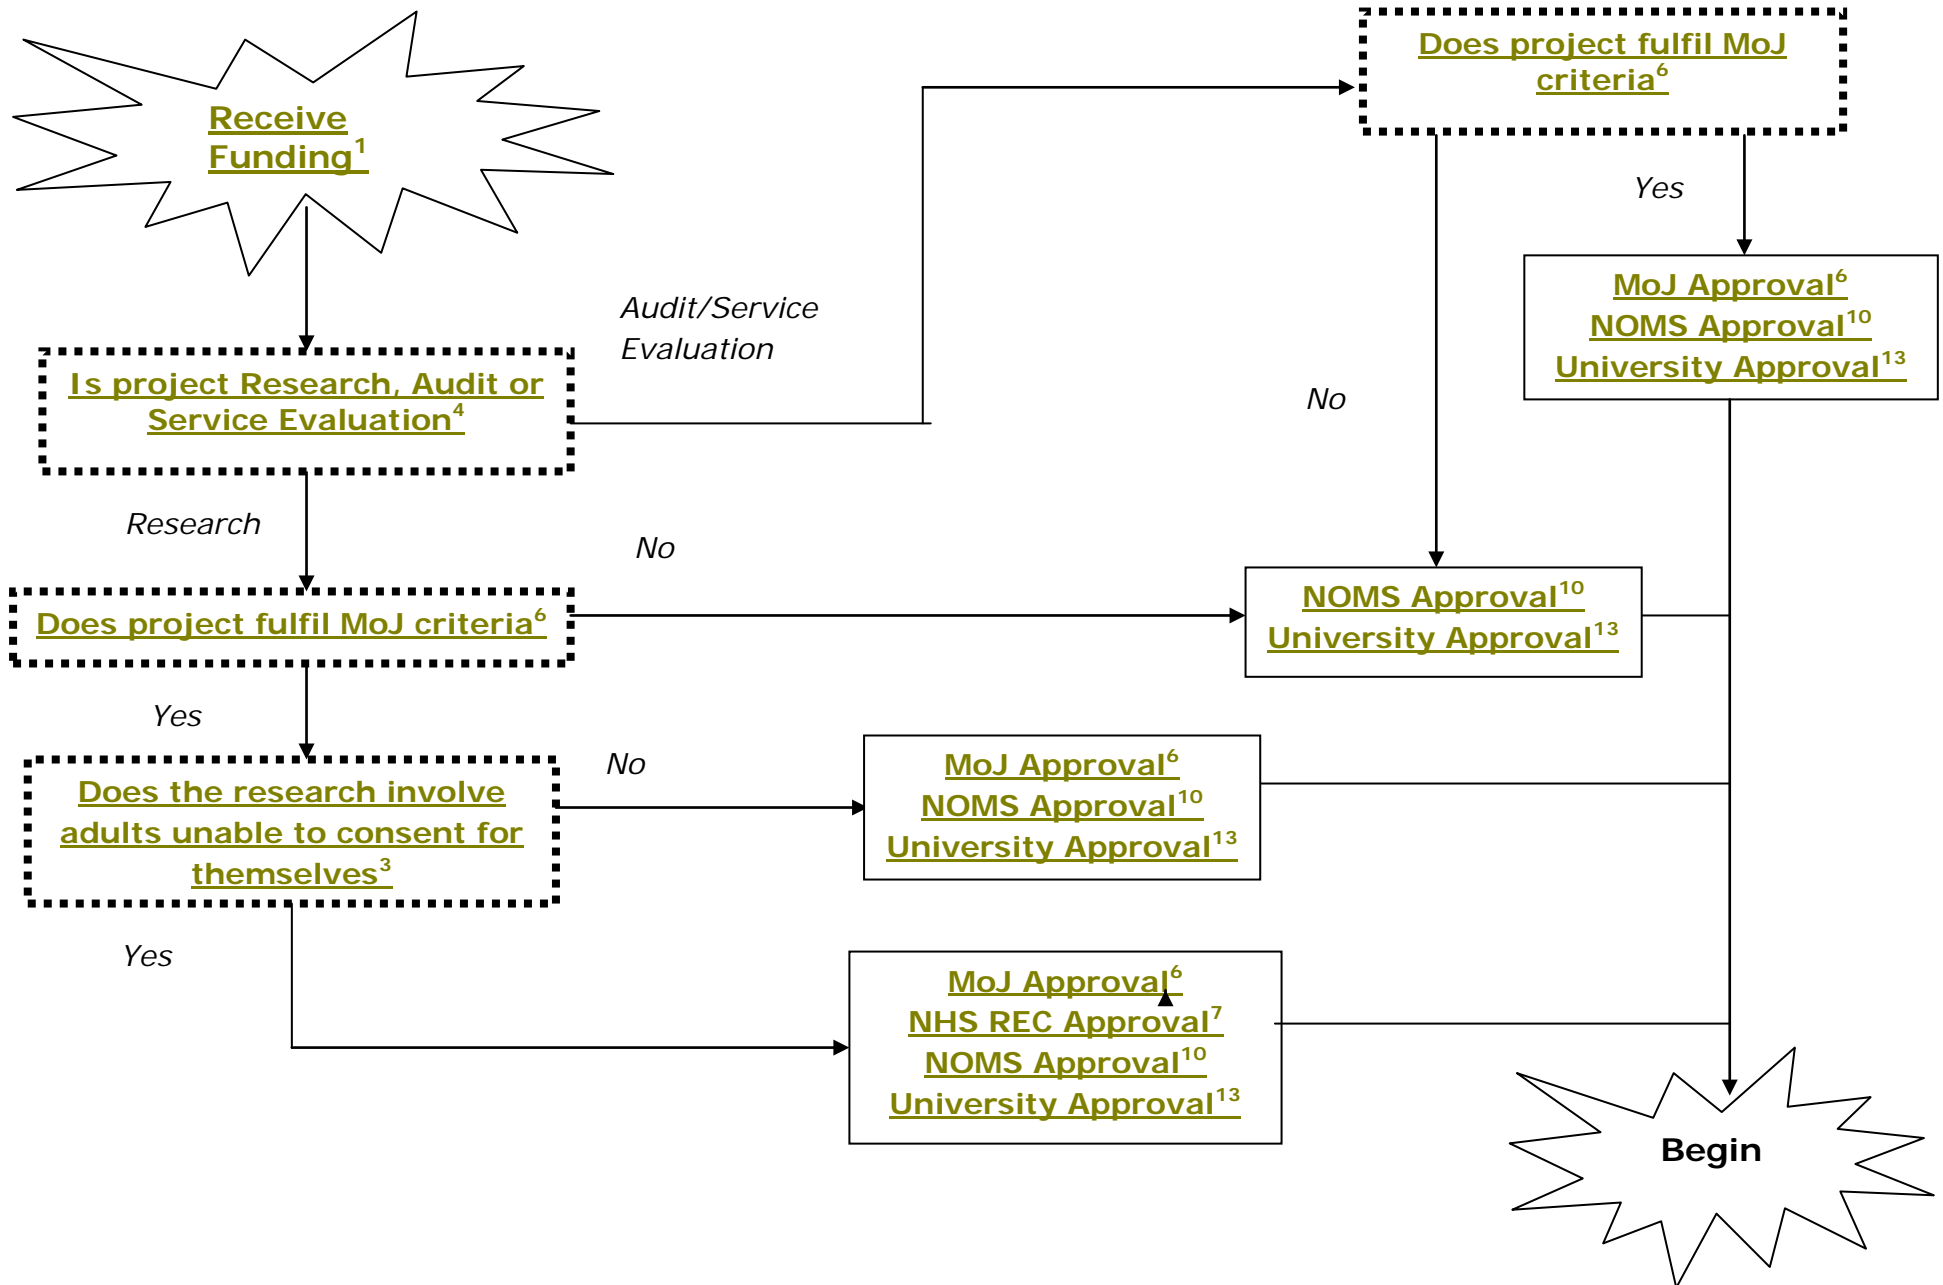 Receive
Funding¹
Does project fulfil MoJ
criteria⁶
Yes
MoJ Approval⁶
NOMS Approval¹⁰
University Approval¹³
Audit/Service
Evaluation
Is project Research, Audit or
Service Evaluation⁴
No
Research
No
Does project fulfil MoJ criteria⁶
NOMS Approval¹⁰
University Approval¹³
Yes
Does the research involve
adults unable to consent for
themselves³
No
MoJ Approval⁶
NOMS Approval¹⁰
University Approval¹³
Yes
MoJ Approval⁶
NHS REC Approval⁷
NOMS Approval¹⁰
University Approval¹³
Begin